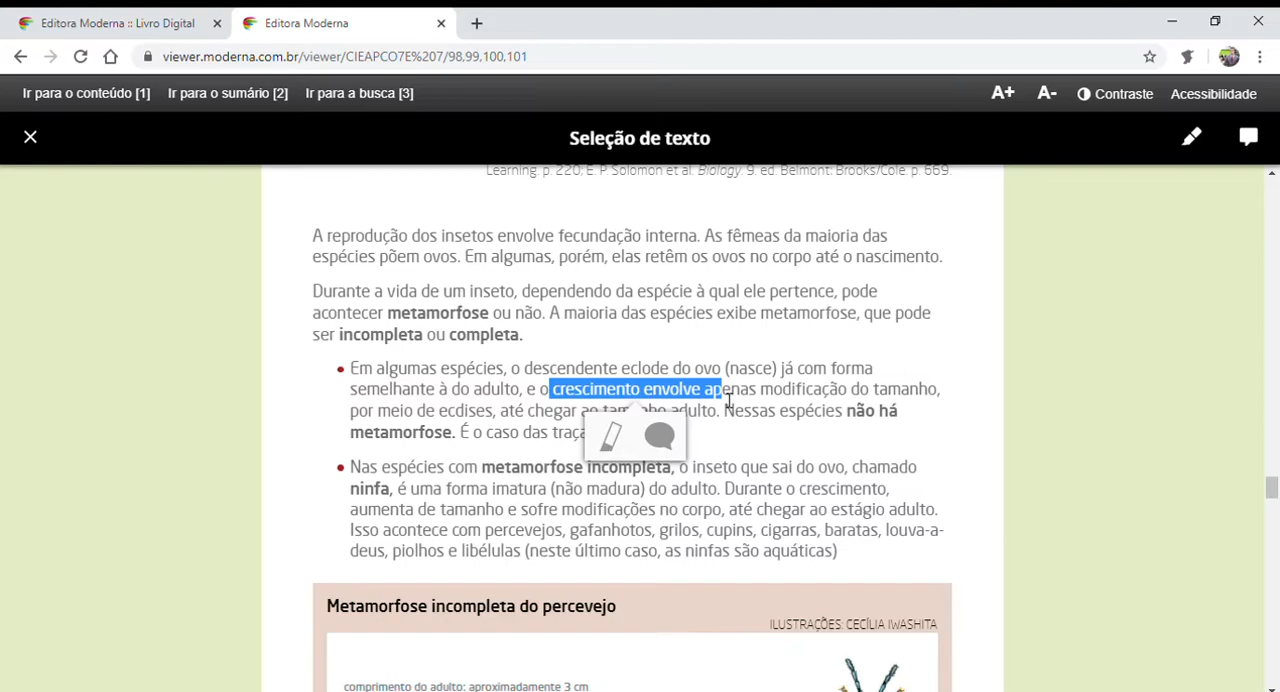 Editora Moderna :: Livro Digital
Editora Moderna
viewer.moderna.com.br/viewer/CIEAPCO7E%207/98,99,100,101
Ir para o conteúdo [1] Ir para o sumário [2] Ir para a busca [3] A+ A- Contraste Acessibilidade
Seleção de texto
Learning. p. 220; E. P. Solomon et al. Biology. 9. ed. Belmont: Brooks/Cole. p. 669.
A reprodução dos insetos envolve fecundação interna. As fêmeas da maioria das
espécies põem ovos. Em algumas, porém, elas retêm os ovos no corpo até o nascimento.
Durante a vida de um inseto, dependendo da espécie à qual ele pertence, pode
acontecer metamorfose ou não. A maioria das espécies exibe metamorfose, que pode
ser incompleta ou completa.
• Em algumas espécies, o descendente eclode do ovo (nasce) já com forma
semelhante à do adulto, e o crescimento envolve apenas modificação do tamanho,
por meio de ecdises, até chegar ao tamanho adulto. Nessas espécies não há
metamorfose. É o caso das traça
• Nas espécies com metamorfose incompleta, o inseto que sai do ovo, chamado
ninfa, é uma forma imatura (não madura) do adulto. Durante o crescimento,
aumenta de tamanho e sofre modificações no corpo, até chegar ao estágio adulto.
Isso acontece com percevejos, gafanhotos, grilos, cupins, cigarras, baratas, louva-a-
deus, piolhos e libélulas (neste último caso, as ninfas são aquáticas)
Metamorfose incompleta do percevejo
ILUSTRAÇÕES: CECÍLIA IWASHITA
comprimento do adulto: aproximadamente 3 cm